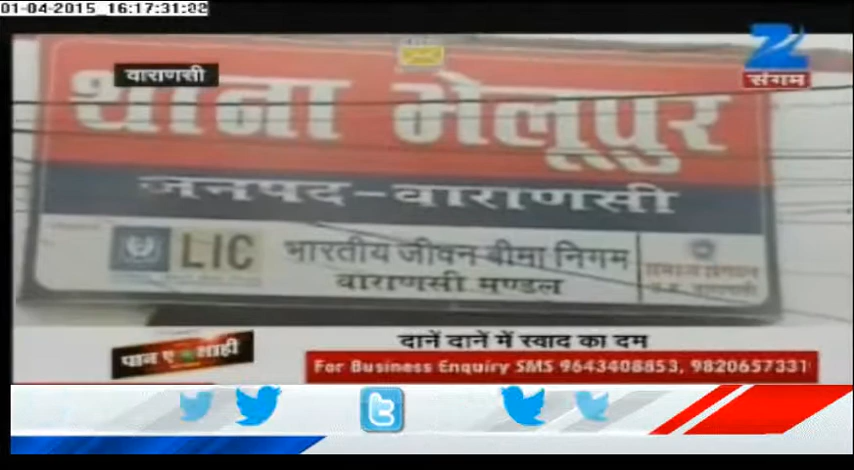 01-04-2015 16:17:31:38
Z
संगम
वाराणसी
थाना भेलूपुर
जनपद-वाराणसी
LIC
भारतीय जीवन बीमा निगम
वाराणसी मण्डल
पान ए शाही
दानें दानें में स्वाद का दम
For Business Enquiry SMS 9643408853, 9820657331